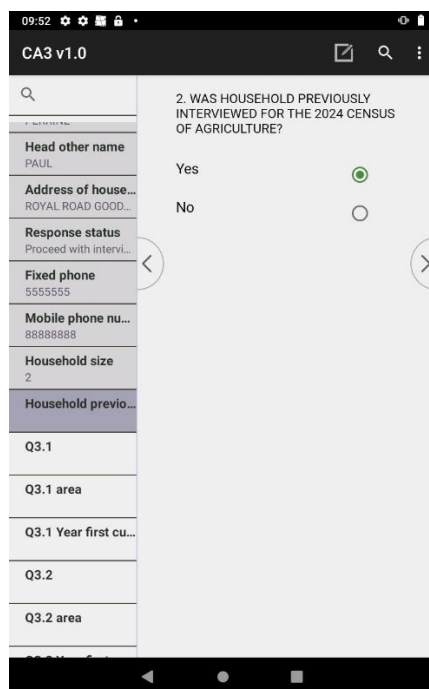 09:52
CA3 v1.0
2. WAS HOUSEHOLD PREVIOUSLY
INTERVIEWED FOR THE 2024 CENSUS
OF AGRICULTURE?
Yes
No
Head other name
PAUL
Address of house...
ROYAL ROAD GOOD...
Response status
Proceed with intervi...
Fixed phone
5555555
Mobile phone nu...
88888888
Household size
2
Household previo...
Q3.1
Q3.1 area
Q3.1 Year first cu...
Q3.2
Q3.2 area